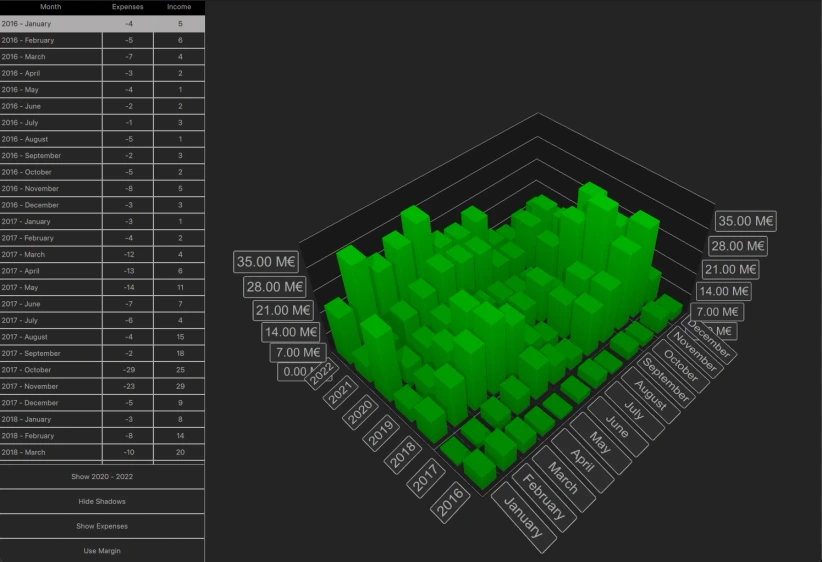 Month Expenses Income
2016 - January -4 5
2016 - February -5 6
2016 - March -7 4
2016 - April -3 2
2016 - May -4 1
2016 - June -2 2
2016 - July -1 3
2016 - August -5 1
2016 - September -2 3
2016 - October -5 2
2016 - November -8 5
2016 - December -3 3
2017 - January -3 1
2017 - February -4 2
2017 - March -12 4
2017 - April -13 6
2017 - May -14 11
2017 - June -7 7
2017 - July -6 4
2017 - August -4 15
2017 - September -2 18
2017 - October -29 25
2017 - November -23 29
2017 - December -5 9
2018 - January -3 8
2018 - February -8 14
2018 - March -10 20
Show 2020 - 2022
Hide Shadows
Show Expenses
Use Margin
35.00 M€
28.00 M€
21.00 M€
14.00 M€
7.00 M€
0.00
2022
2021
2020
2019
2018
2017
2016
January
February
March
April
May
June
July
August
September
October
November
December
35.00 M€
28.00 M€
21.00 M€
14.00 M€
7.00 M€
M€